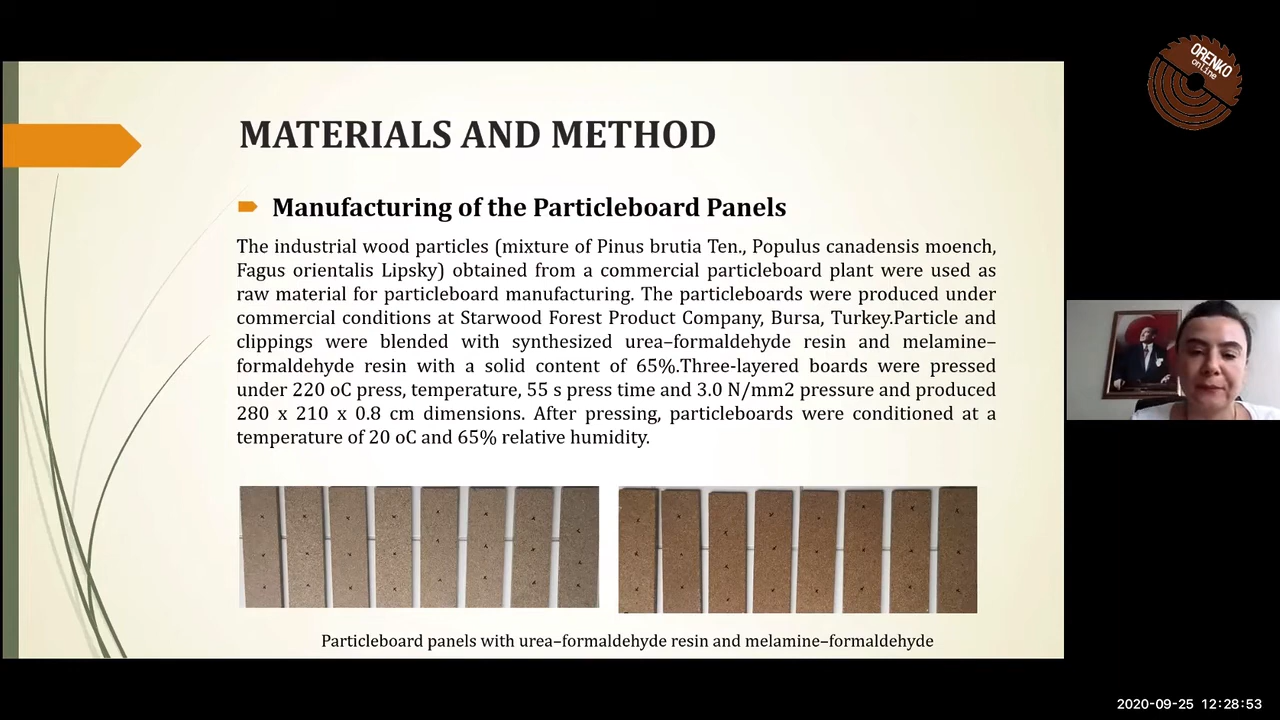 ORENKO
online
MATERIALS AND METHOD
Manufacturing of the Particleboard Panels
The industrial wood particles (mixture of Pinus brutia Ten., Populus canadensis moench,
Fagus orientalis Lipsky) obtained from a commercial particleboard plant were used as
raw material for particleboard manufacturing. The particleboards were produced under
commercial conditions at Starwood Forest Product Company, Bursa, Turkey.Particle and
clippings were blended with synthesized urea–formaldehyde resin and melamine–
formaldehyde resin with a solid content of 65%.Three-layered boards were pressed
under 220 oC press, temperature, 55 s press time and 3.0 N/mm2 pressure and produced
280 x 210 x 0.8 cm dimensions. After pressing, particleboards were conditioned at a
temperature of 20 oC and 65% relative humidity.
Particleboard panels with urea–formaldehyde resin and melamine–formaldehyde
2020-09-25 12:28:53